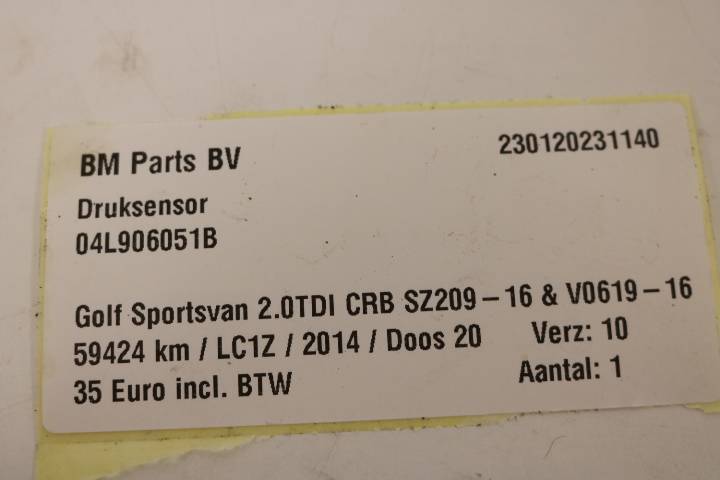 BM Parts BV 230120231140
Druksensor
04L906051B
Golf Sportsvan 2.0TDI CRB SZ209-16 & V0619-16
59424 km / LC1Z / 2014 / Doos 20 Verz: 10
35 Euro incl. BTW Aantal: 1